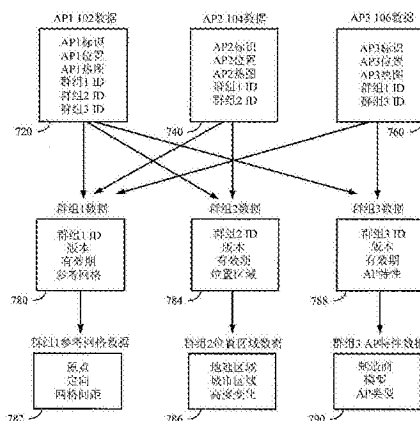 AP1 102数据
AP2 104数据
AP3 106数据
AP1标识
AP1位置
AP1热图
群组1 ID
群组2 ID
群组3 ID
720
AP2标识
AP2位置
AP2热图
群组1 ID
群组2 ID
740
AP3标识
AP3位置
AP3热图
群组1 ID
群组3 ID
760
群组1数据
群组2数据
群组3数据
群组1 ID
版本
有效期
参考网格
780
群组2 ID
版本
有效期
位置区域
784
群组3 ID
版本
有效期
AP特性
788
群组1参考网格数据
群组2位置区域数据
群组3 AP特性数据
原点
定向
网格间距
782
地理区域
城市区域
高度变化
786
制造商
模型
AP类型
790